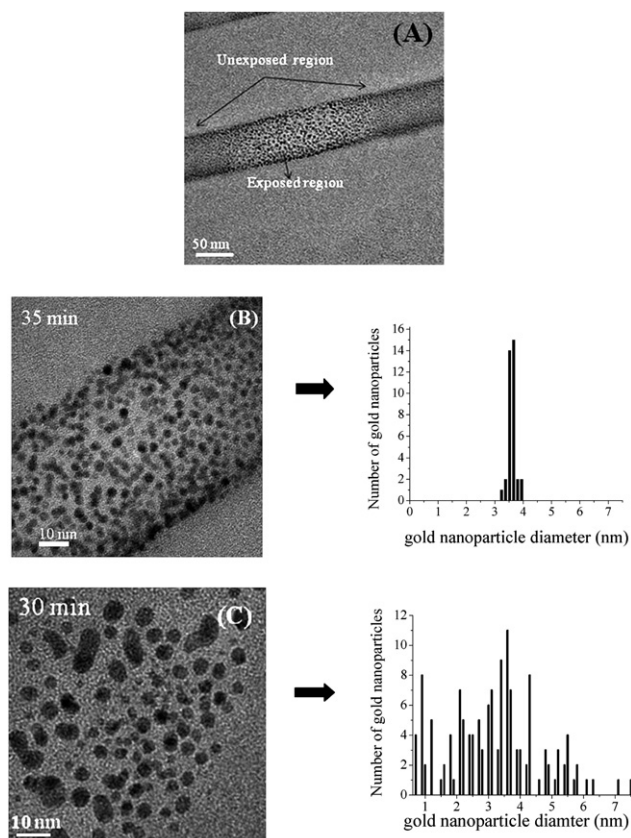 (A)
Unexposed region
Exposed region
50 nm
35 min
(B)
10 nm
Number of gold nanoparticles
16
14
12
10
8
6
4
2
0
0 1 2 3 4 5 6 7
gold nanoparticle diameter (nm)
30 min
(C)
10 nm
Number of gold nanoparticles
12
10
8
6
4
2
0
1 2 3 4 5 6 7
gold nanoparticle diamter (nm)